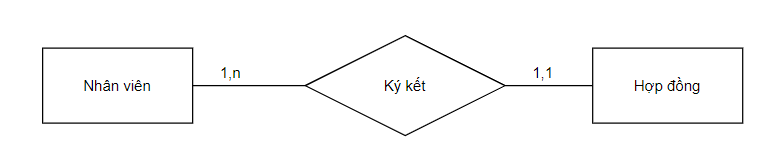 Nhân viên
1,n
Ký kết
1,1
Hợp đồng